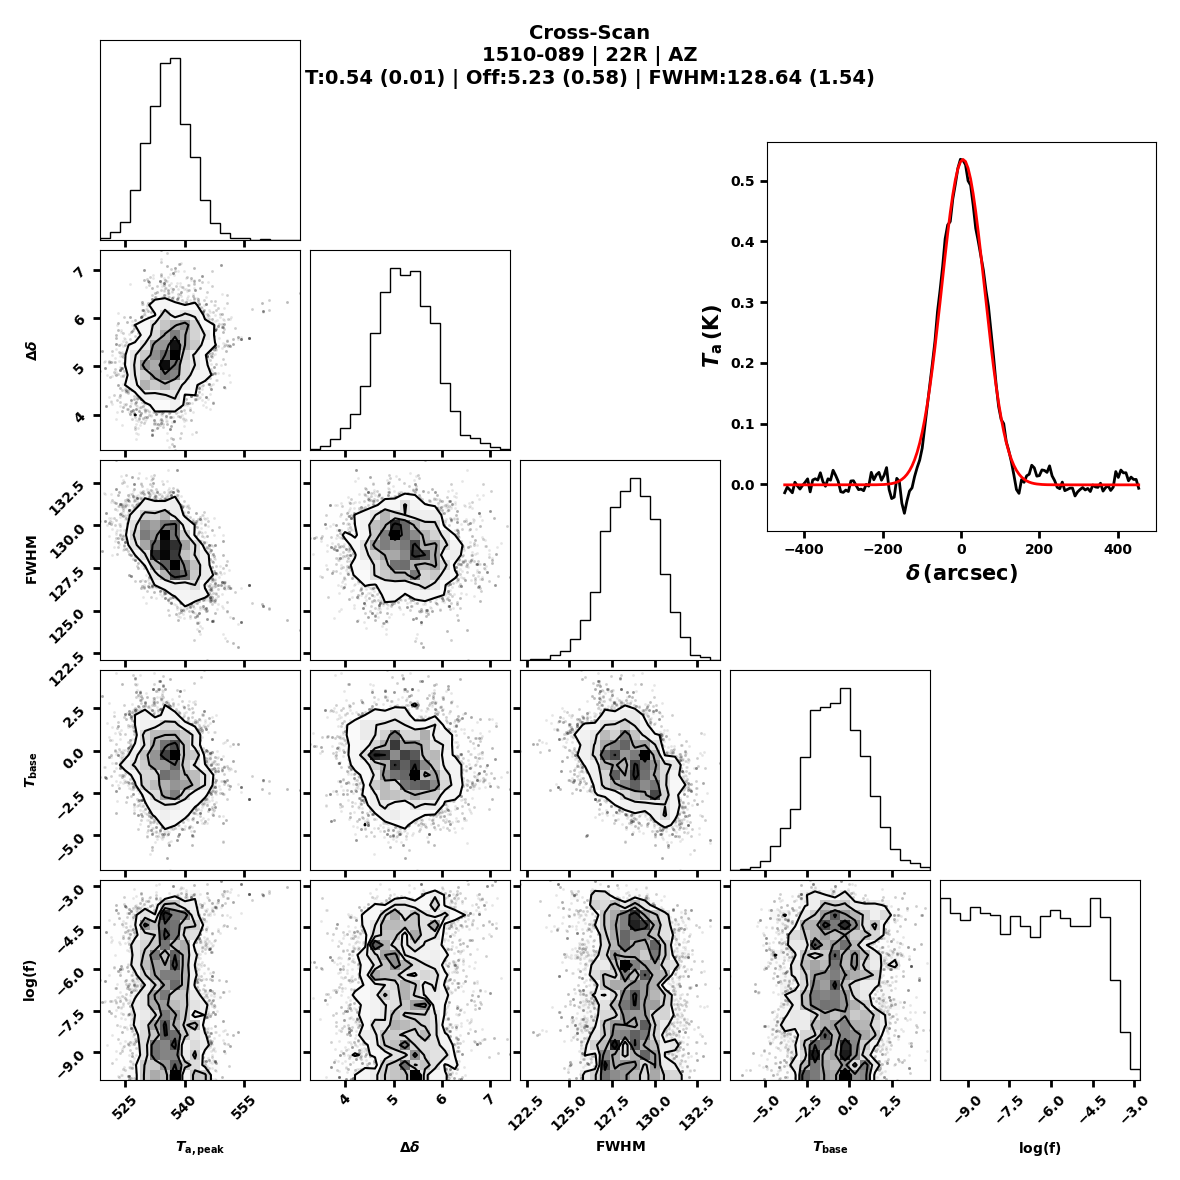 Cross-Scan
1510-089 | 22R | AZ
T:0.54 (0.01) | Off:5.23 (0.58) | FWHM:128.64 (1.54)
0.5
0.4
0.3
0.2
0.1
0.0
Tₐ (K)
−400 −200 0 200 400
δ (arcsec)
7
6
5
4
Δδ
132.5
130.0
127.5
125.0
122.5
FWHM
2.5
0.0
−2.5
−5.0
T_base
−3.0
−4.5
−6.0
−7.5
−9.0
log(f)
525 540 555
4 5 6 7
122.5 125.0 127.5 130.0 132.5
−5.0 −2.5 0.0 2.5
−9.0 −7.5 −6.0 −4.5 −3.0
T_a,peak Δδ FWHM T_base log(f)